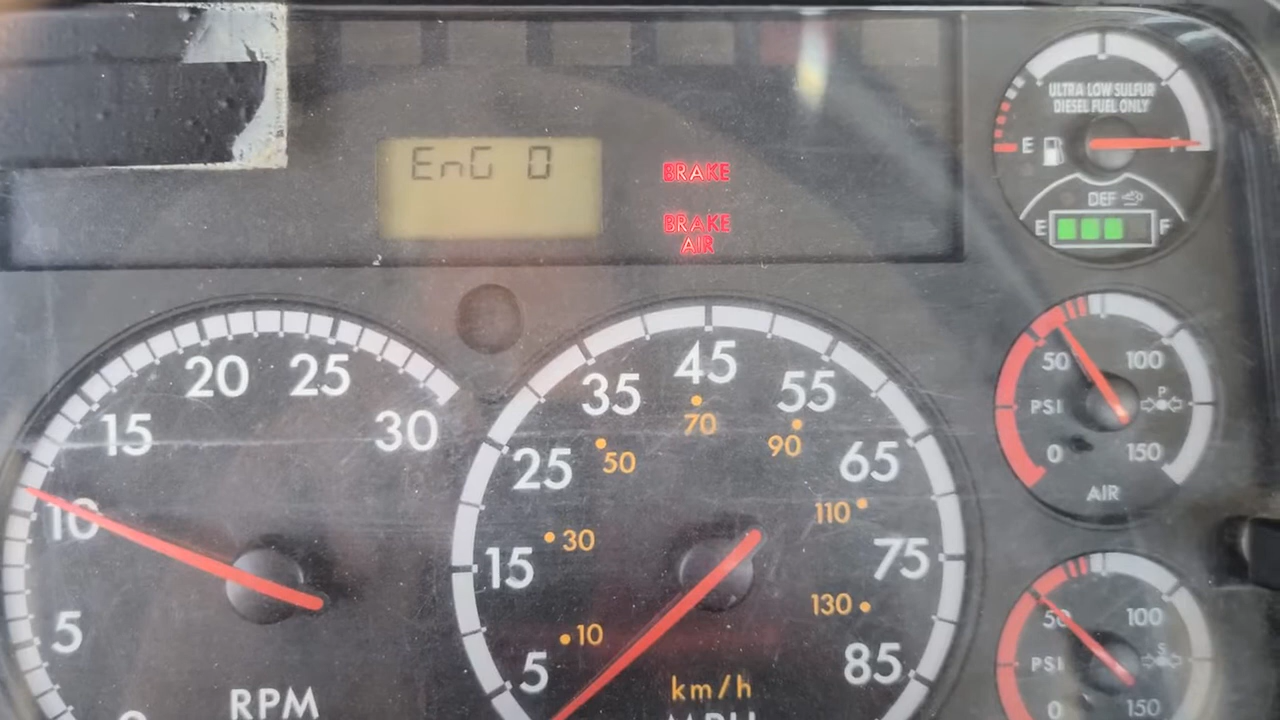 EnG 0
BRAKE
BRAKE
AIR
ULTRA LOW SULFUR
DIESEL FUEL ONLY
E F
DEF
E F
0 5 10 15 20 25 30
RPM
5 15 25 35 45 55 65 75 85
10 30 50 70 90 110 130
km/h
MPH
0 50 100 150
PSI
P
AIR
0 50 100 150
PSI
S